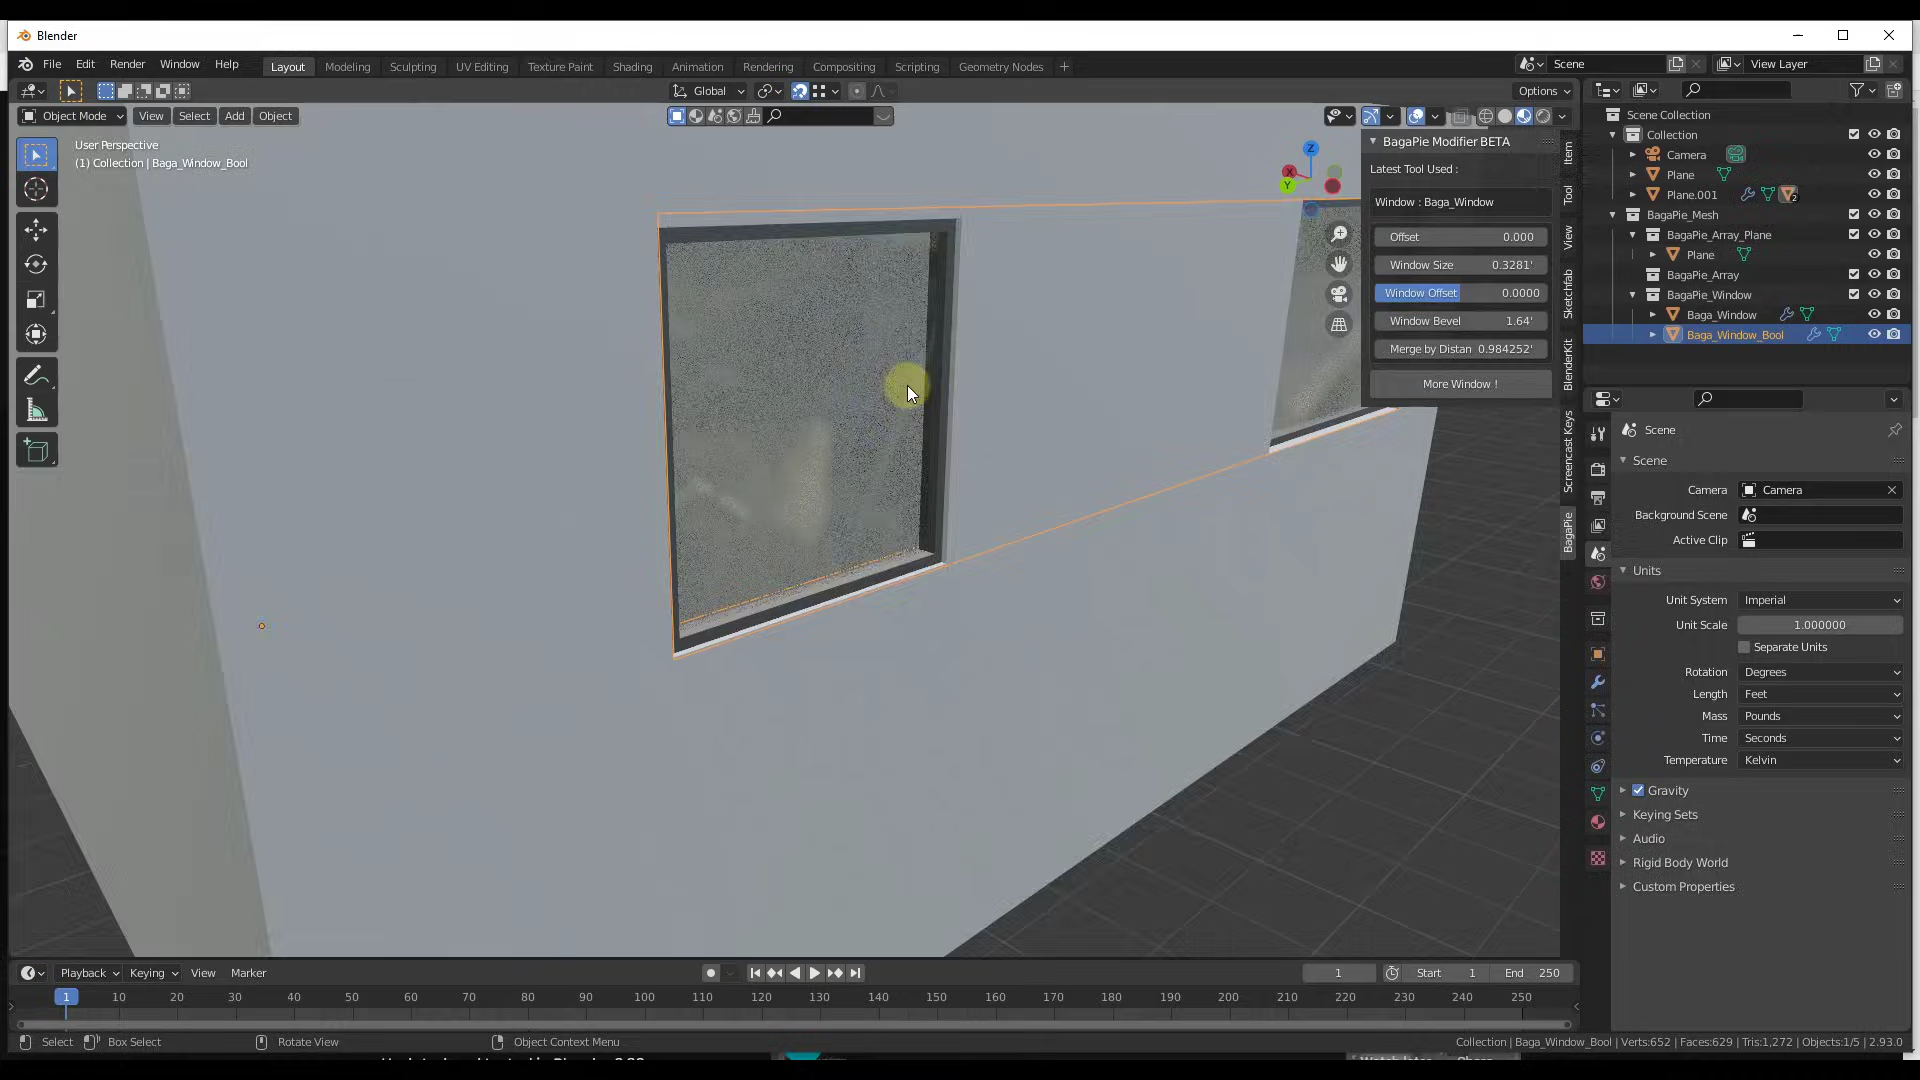 Blender
File Edit Render Window Help
Layout Modeling Sculpting UV Editing Texture Paint Shading Animation Rendering Compositing Scripting Geometry Nodes +
Scene
View Layer
Global
Options
Object Mode View Select Add Object
User Perspective
(1) Collection | Baga_Window_Bool
Z
X
Y
BagaPie Modifier BETA
Latest Tool Used :
Window : Baga_Window
Offset 0.000
Window Size 0.3281'
Window Offset 0.0000
Window Bevel 1.64'
Merge by Distan 0.984252'
More Window !
Item
Tool
View
Sketchfab
BlenderKit
Screencast Keys
BagaPie
Scene Collection
Collection
Camera
Plane
Plane.001 2
BagaPie_Mesh
BagaPie_Array_Plane
Plane
BagaPie_Array
BagaPie_Window
Baga_Window
Baga_Window_Bool
Scene
Scene
Camera Camera
Background Scene
Active Clip
Units
Unit System Imperial
Unit Scale 1.000000
Separate Units
Rotation Degrees
Length Feet
Mass Pounds
Time Seconds
Temperature Kelvin
Gravity
Keying Sets
Audio
Rigid Body World
Custom Properties
Playback Keying View Marker
1 Start 1 End 250
1 10 20 30 40 50 60 70 80 90 100 110 120 130 140 150 160 170 180 190 200 210 220 230 240 250
Select Box Select Rotate View Object Context Menu
Collection | Baga_Window_Bool | Verts:652 | Faces:629 | Tris:1,272 | Objects:1/5 | 2.93.0